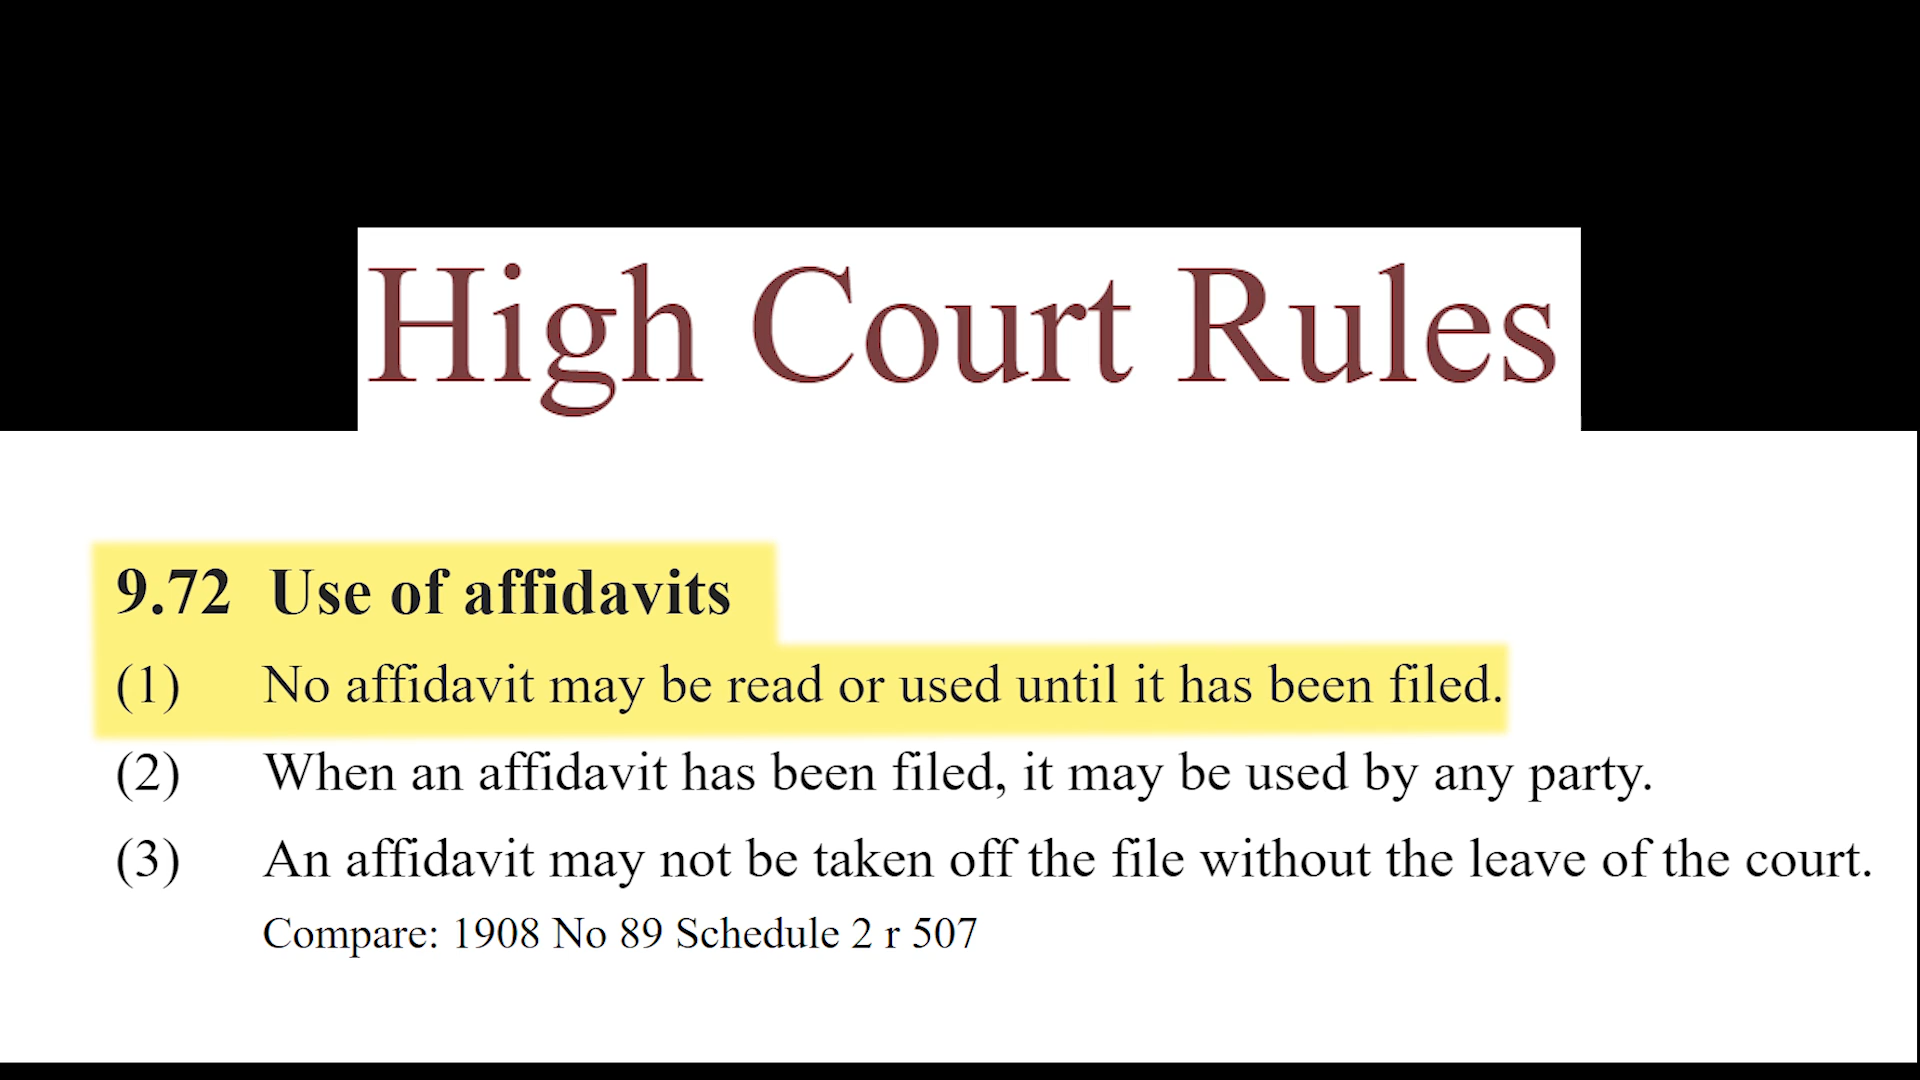 High Court Rules
9.72 Use of affidavits
(1) No affidavit may be read or used until it has been filed.
(2) When an affidavit has been filed, it may be used by any party.
(3) An affidavit may not be taken off the file without the leave of the court.
Compare: 1908 No 89 Schedule 2 r 507